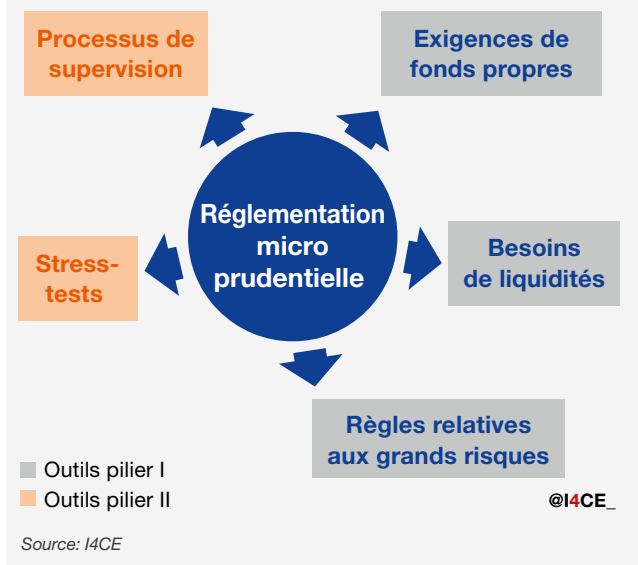 Processus de
supervision
Exigences de
fonds propres
Réglementation
micro
prudentielle
Stress-
tests
Besoins
de liquidités
Règles relatives
aux grands risques
Outils pilier I
Outils pilier II
@I4CE_
Source: I4CE